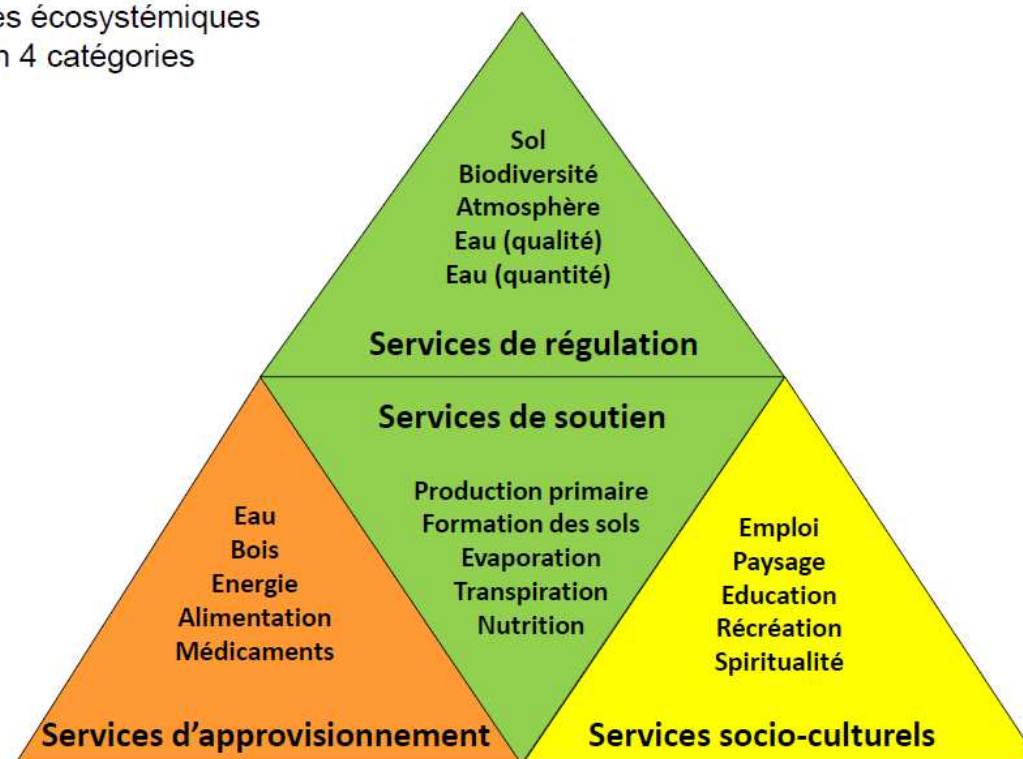 es écosystémiques
n 4 catégories
Sol
Biodiversité
Atmosphère
Eau (qualité)
Eau (quantité)
Services de régulation
Services de soutien
Production primaire
Formation des sols
Evaporation
Transpiration
Nutrition
Eau
Bois
Energie
Alimentation
Médicaments
Services d’approvisionnement
Emploi
Paysage
Education
Récréation
Spiritualité
Services socio-culturels